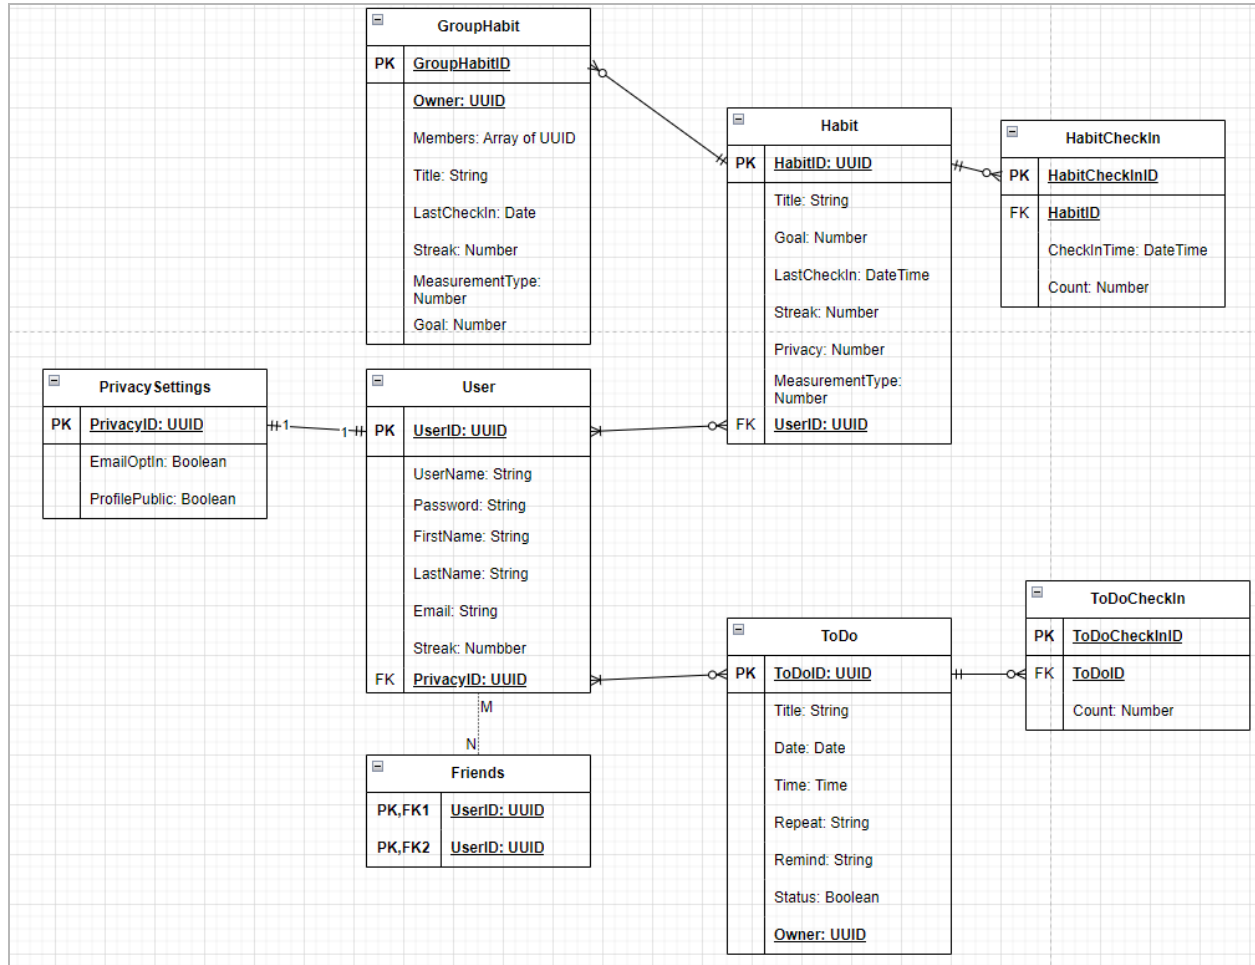 GroupHabit
PK GroupHabitID
Owner: UUID
Members: Array of UUID
Title: String
LastCheckIn: Date
Streak: Number
MeasurementType:
Number
Goal: Number
Habit
PK HabitID: UUID
Title: String
Goal: Number
LastCheckIn: DateTime
Streak: Number
Privacy: Number
MeasurementType:
Number
FK UserID: UUID
HabitCheckIn
PK HabitCheckInID
FK HabitID
CheckInTime: DateTime
Count: Number
PrivacySettings
PK PrivacyID: UUID
EmailOptIn: Boolean
ProfilePublic: Boolean
1
1
User
PK UserID: UUID
UserName: String
Password: String
FirstName: String
LastName: String
Email: String
Streak: Numbber
FK PrivacyID: UUID
M
N
Friends
PK,FK1 UserID: UUID
PK,FK2 UserID: UUID
ToDo
PK ToDoID: UUID
Title: String
Date: Date
Time: Time
Repeat: String
Remind: String
Status: Boolean
Owner: UUID
ToDoCheckIn
PK ToDoCheckInID
FK ToDoID
Count: Number